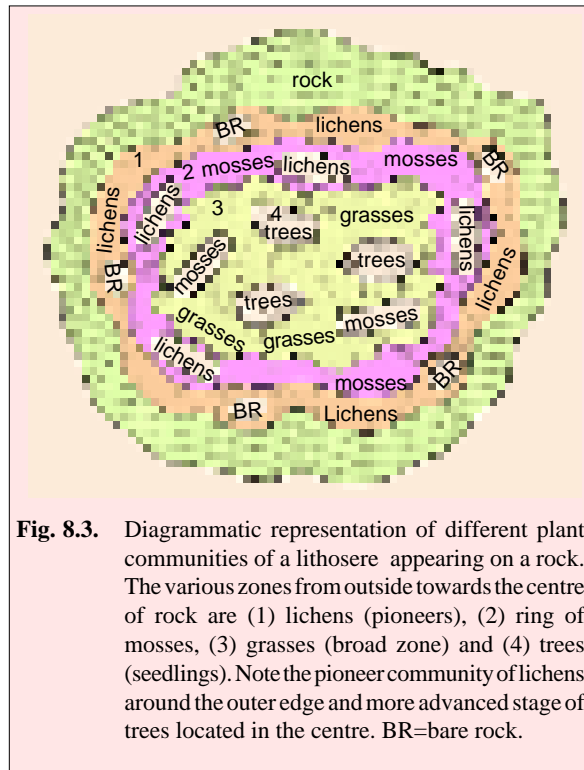 rock
BR lichens
1
2 mosses lichens mosses BR
lichens lichens 3 4 trees grasses lichens
BR mosses trees lichens
trees mosses
grasses grasses
lichens mosses BR
BR Lichens
Fig. 8.3. Diagrammatic representation of different plant
communities of a lithosere appearing on a rock.
The various zones from outside towards the centre
of rock are (1) lichens (pioneers), (2) ring of
mosses, (3) grasses (broad zone) and (4) trees
(seedlings). Note the pioneer community of lichens
around the outer edge and more advanced stage of
trees located in the centre. BR=bare rock.